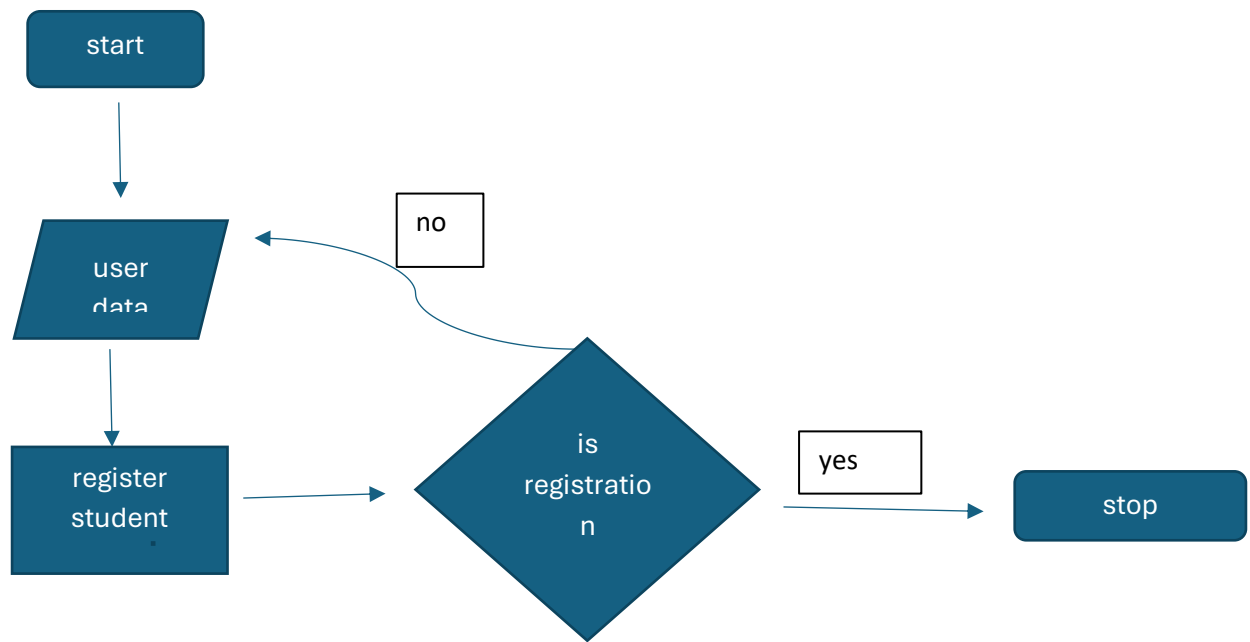 start
no
user
data
is
registratio
n
yes
register
student
stop